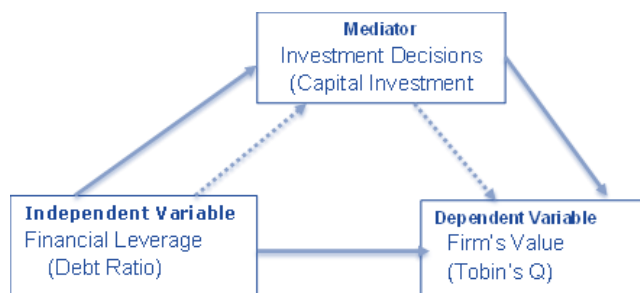 Mediator
Investment Decisions
(Capital Investment
Independent Variable
Financial Leverage
(Debt Ratio)
Dependent Variable
Firm's Value
(Tobin's Q)